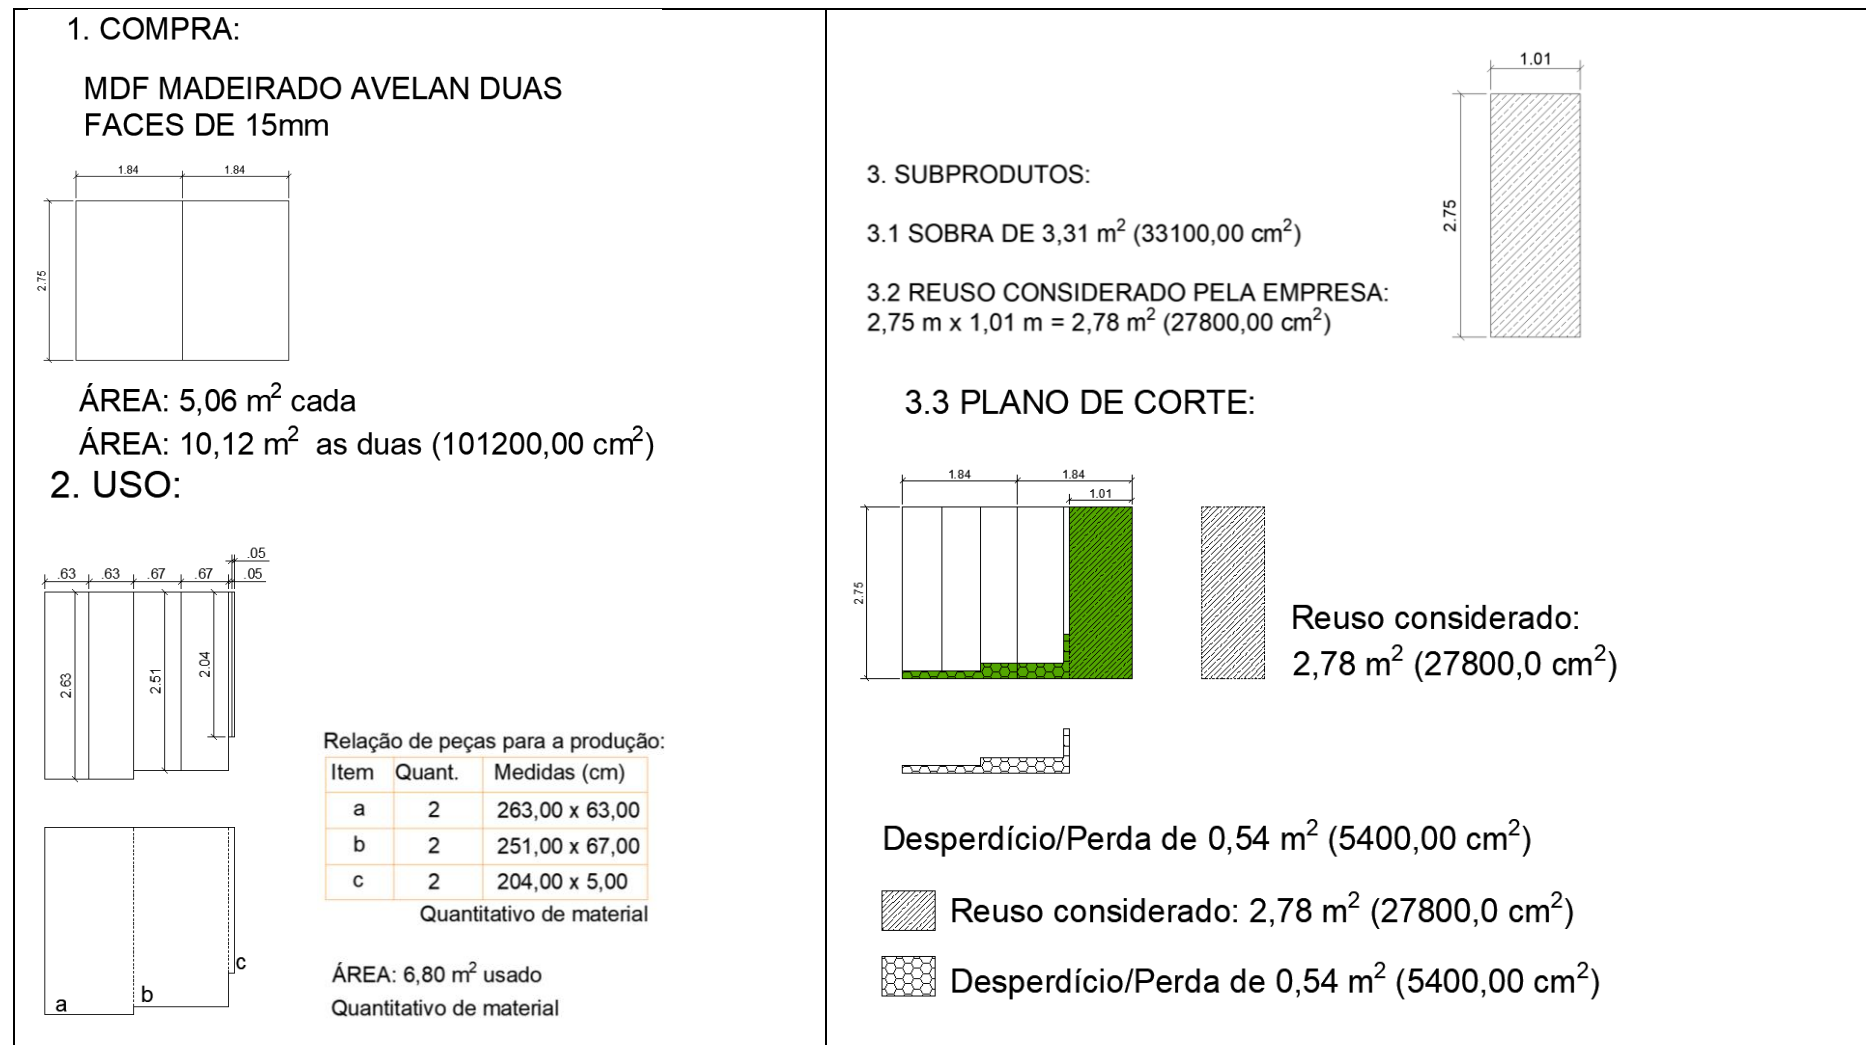 1. COMPRA:
MDF MADEIRADO AVELAN DUAS
FACES DE 15mm
1.84 1.84
2.75
ÁREA: 5,06 m² cada
ÁREA: 10,12 m² as duas (101200,00 cm²)
2. USO:
.05
.63 .63 .67 .67 .05
2.63 2.51 2.04
Relação de peças para a produção:
Item Quant. Medidas (cm)
a 2 263,00 x 63,00
b 2 251,00 x 67,00
c 2 204,00 x 5,00
Quantitativo de material
a b c
ÁREA: 6,80 m² usado
Quantitativo de material
1.01
2.75
3. SUBPRODUTOS:
3.1 SOBRA DE 3,31 m² (33100,00 cm²)
3.2 REUSO CONSIDERADO PELA EMPRESA:
2,75 m x 1,01 m = 2,78 m² (27800,00 cm²)
3.3 PLANO DE CORTE:
1.84 1.84
1.01
2.75
Reuso considerado:
2,78 m² (27800,0 cm²)
Desperdício/Perda de 0,54 m² (5400,00 cm²)
Reuso considerado: 2,78 m² (27800,0 cm²)
Desperdício/Perda de 0,54 m² (5400,00 cm²)